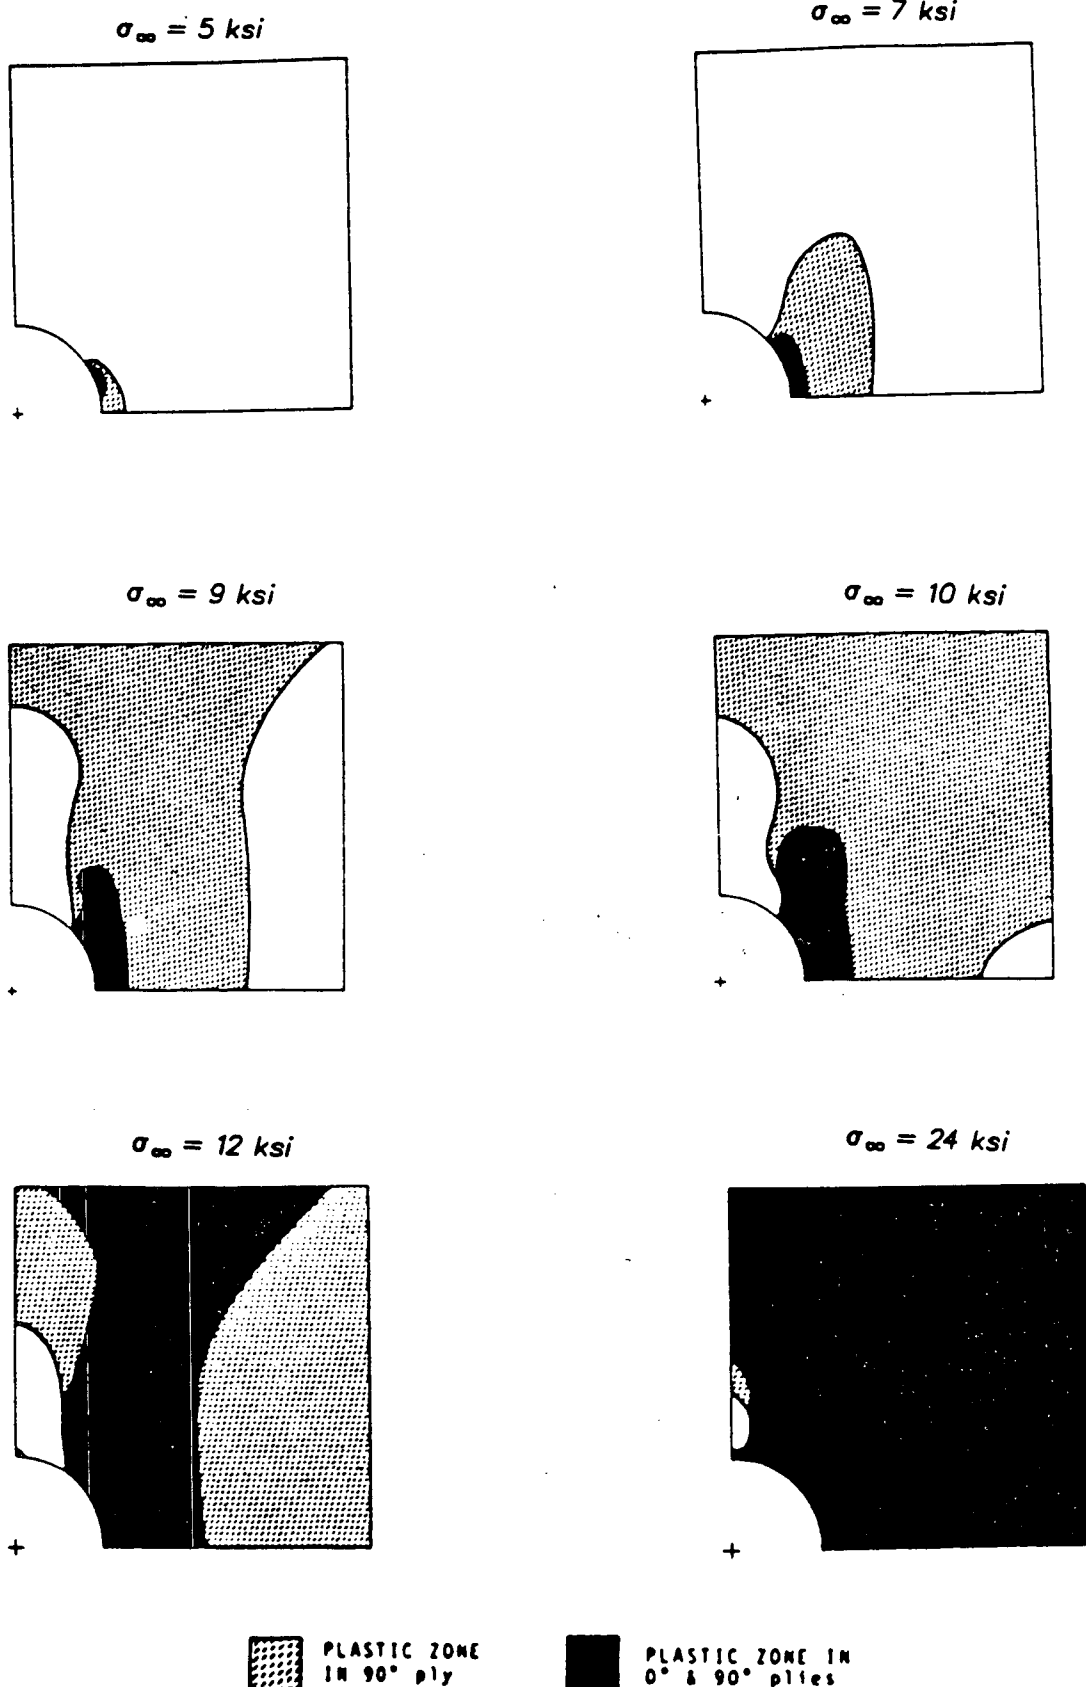 σ∞ = 5 ksi
σ∞ = 7 ksi
σ∞ = 9 ksi
σ∞ = 10 ksi
σ∞ = 12 ksi
σ∞ = 24 ksi
PLASTIC ZONE
IN 90° ply
PLASTIC ZONE IN
0° & 90° plies